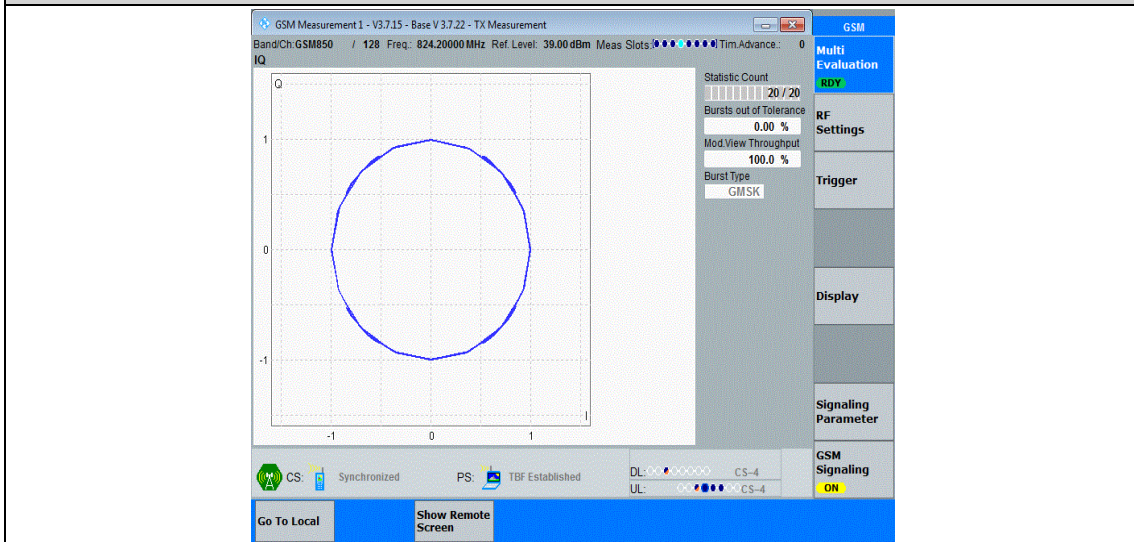 GSM Measurement 1 - V3.7.15 - Base V 3.7.22 - TX Measurement
Band/Ch:GSM850 / 128 Freq.: 824.20000 MHz Ref. Level: 39.00 dBm Meas Slots: Tim.Advance.: 0
IQ
Q
1
0
-1
I
-1 0 1
Statistic Count
20 / 20
Bursts out of Tolerance
0.00 %
Mod.View Throughput
100.0 %
Burst Type
GMSK
CS: Synchronized PS: TBF Established
DL: CS-4
UL: CS-4
Go To Local
Show Remote
Screen
GSM
Multi
Evaluation
RDY
RF
Settings
Trigger
Display
Signaling
Parameter
GSM
Signaling
ON